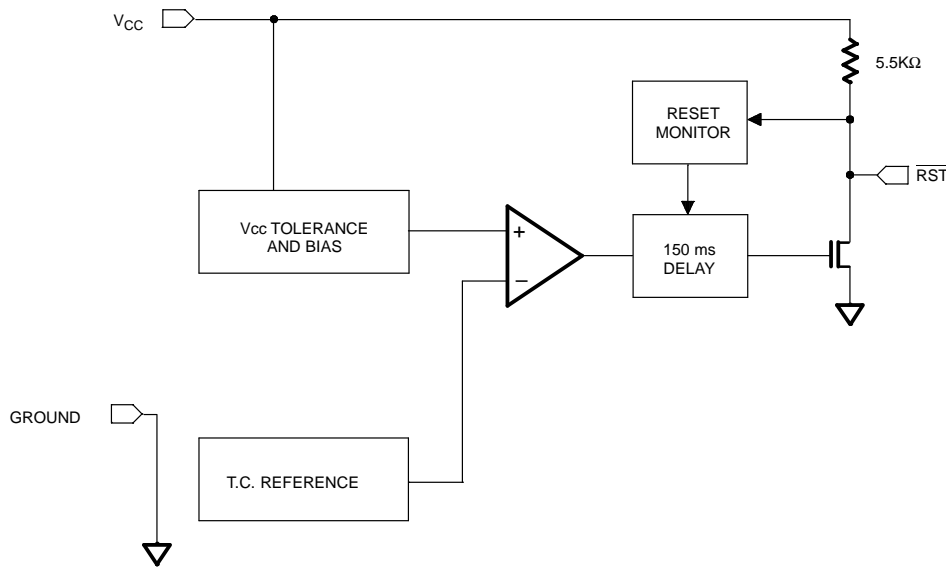 VCC
5.5KΩ
RESET
MONITOR
RST
Vcc TOLERANCE
AND BIAS
+
−
150 ms
DELAY
GROUND
T.C. REFERENCE